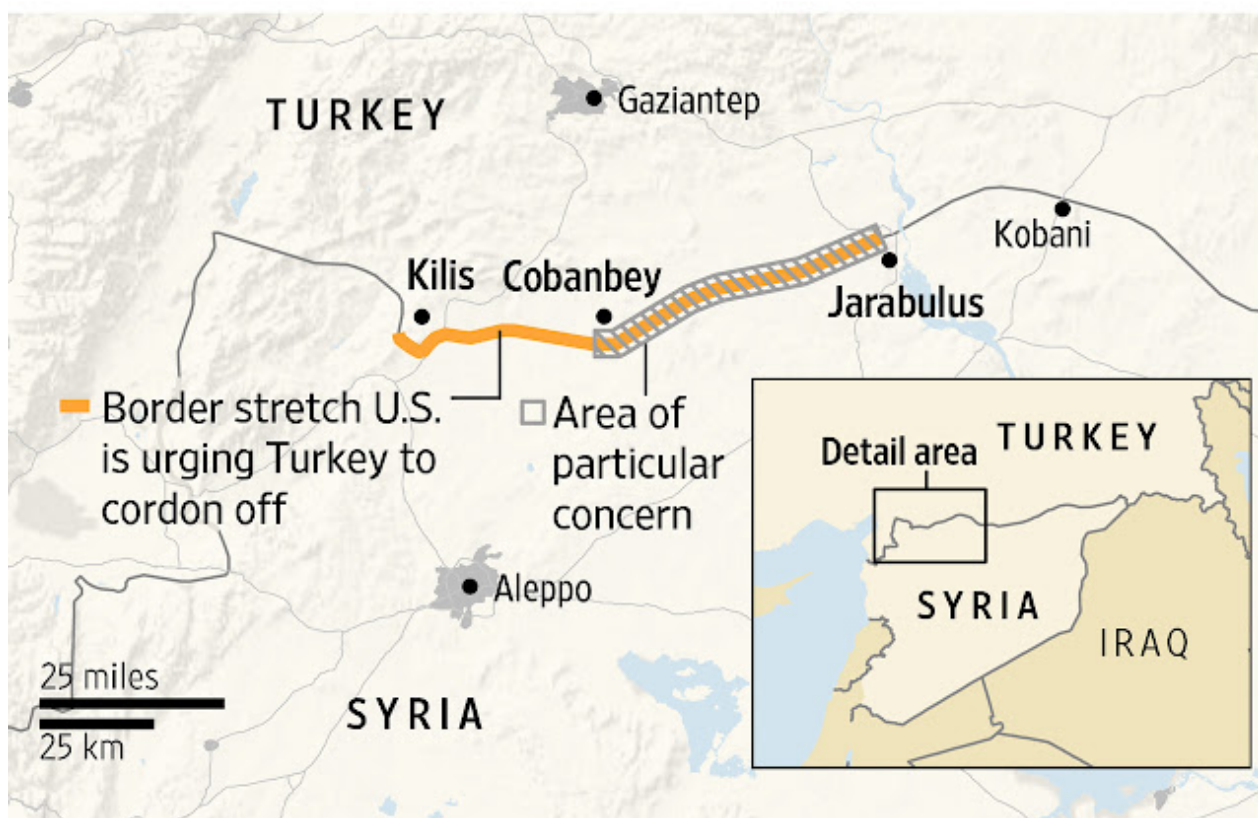 TURKEY
Gaziantep
Kobani
Kilis
Cobanbey
Jarabulus
Border stretch U.S.
is urging Turkey to
cordon off
Area of
particular
concern
Aleppo
25 miles
25 km
SYRIA
TURKEY
Detail area
SYRIA
IRAQ